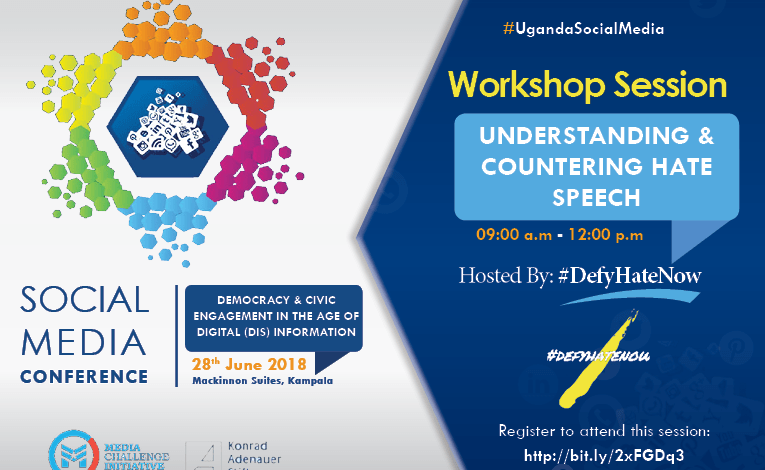 SOCIAL
MEDIA
CONFERENCE
DEMOCRACY & CIVIC
ENGAGEMENT IN THE AGE OF
DIGITAL (DIS) INFORMATION
28th June 2018
Mackinnon Suites, Kampala
MEDIA
CHALLENGE
INITIATIVE
Konrad
Adenauer
#UgandaSocialMedia
Workshop Session
UNDERSTANDING &
COUNTERING HATE
SPEECH
09:00 a.m - 12:00 p.m
Hosted By: #DefyHateNow
#DEFYHATENOW
Register to attend this session:
http://bit.ly/2xFGDq3